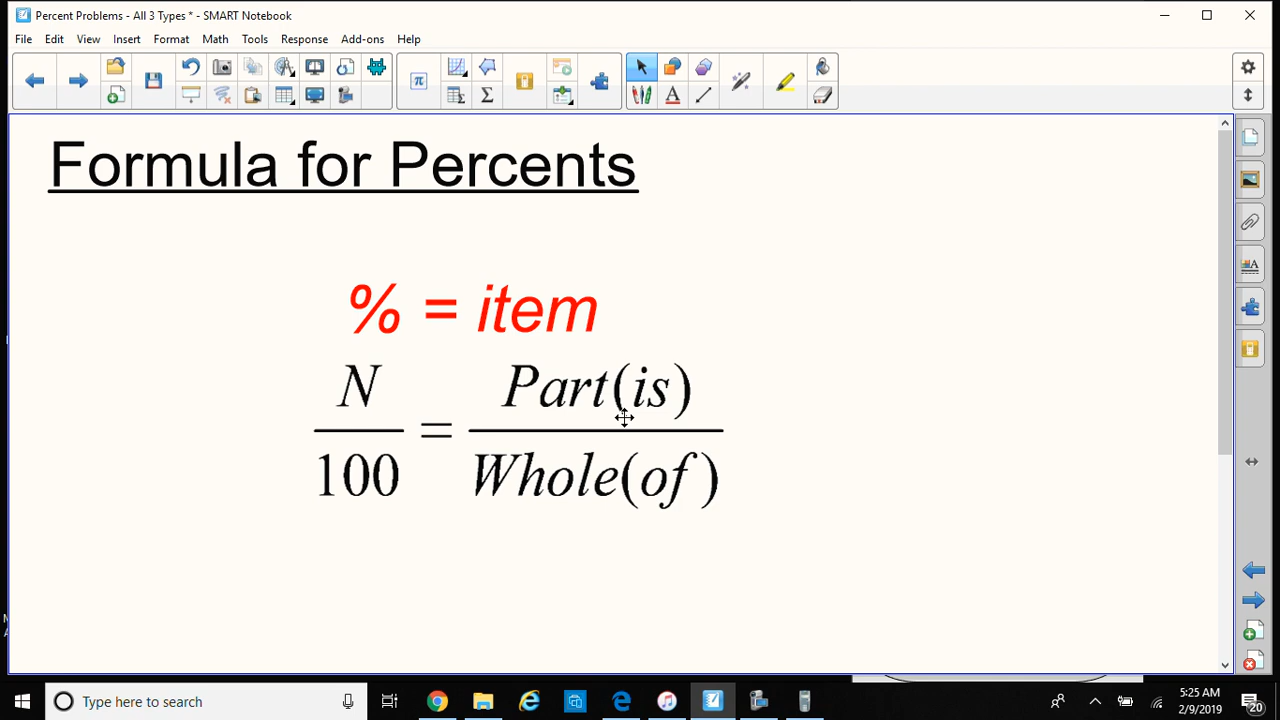 Percent Problems - All 3 Types * - SMART Notebook
File Edit View Insert Format Math Tools Response Add-ons Help
Formula for Percents
% = item
N Part(is)
=
100 Whole(of)
Type here to search
5:25 AM
2/9/2019
20